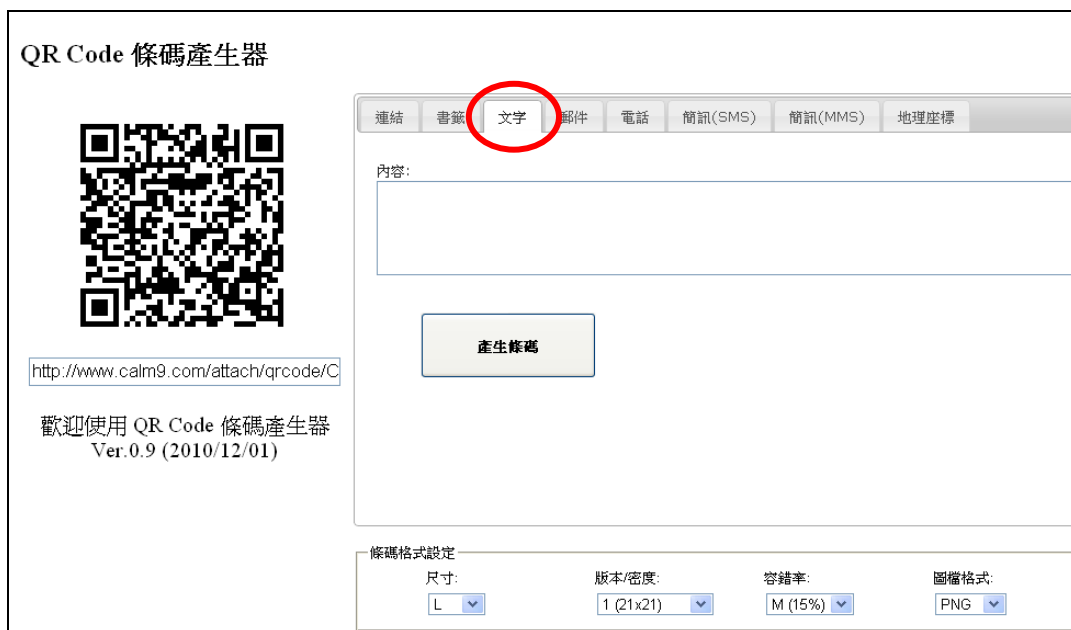 QR Code 條碼產生器
連結 書籤 文字 郵件 電話 簡訊(SMS) 簡訊(MMS) 地理座標
內容:
產生條碼
http://www.calm9.com/attach/qrcode/C
歡迎使用 QR Code 條碼產生器
Ver.0.9 (2010/12/01)
條碼格式設定
尺寸: 版本/密度: 容錯率: 圖檔格式:
L 1 (21x21) M (15%) PNG